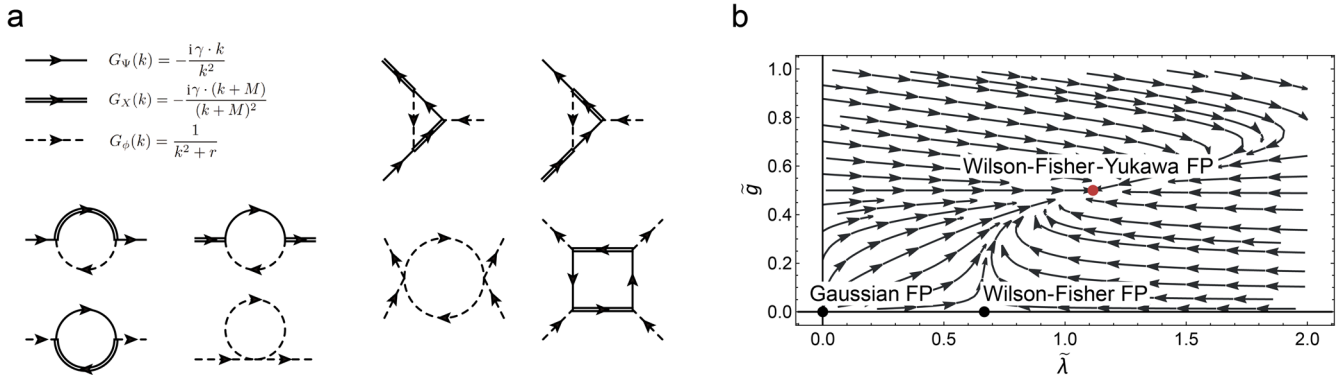 a
G_Ψ(k) = −iγ · k / k²
G_X(k) = −iγ · (k + M) / (k + M)²
G_ϕ(k) = 1 / k² + r
b
1.0
0.8
0.6
0.4
0.2
0.0
g̃
Wilson-Fisher-Yukawa FP
Gaussian FP
Wilson-Fisher FP
0.0 0.5 1.0 1.5 2.0
λ̃